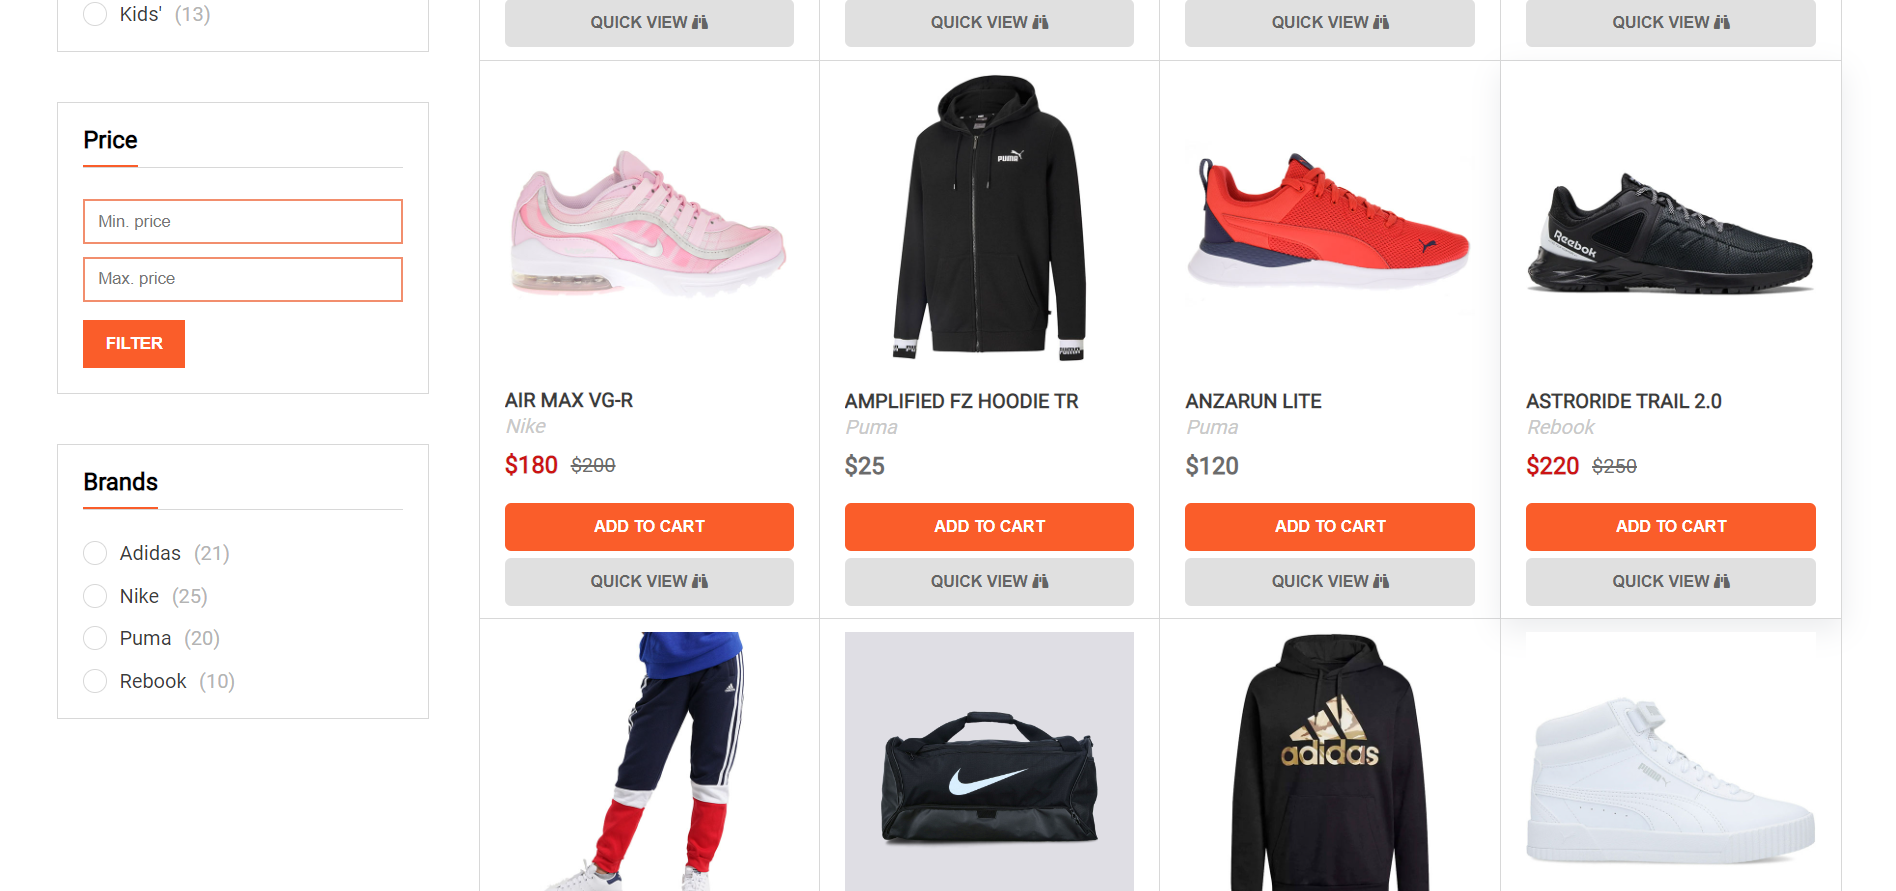 Kids' (13)
QUICK VIEW
QUICK VIEW
QUICK VIEW
QUICK VIEW
Price
Min. price
Max. price
FILTER
Brands
Adidas (21)
Nike (25)
Puma (20)
Rebook (10)
PUMA
PUMA
Reebok
AIR MAX VG-R
Nike
$180 $200
ADD TO CART
QUICK VIEW
AMPLIFIED FZ HOODIE TR
Puma
$25
ADD TO CART
QUICK VIEW
ANZARUN LITE
Puma
$120
ADD TO CART
QUICK VIEW
ASTRORIDE TRAIL 2.0
Rebook
$220 $250
ADD TO CART
QUICK VIEW
adidas
PUMA